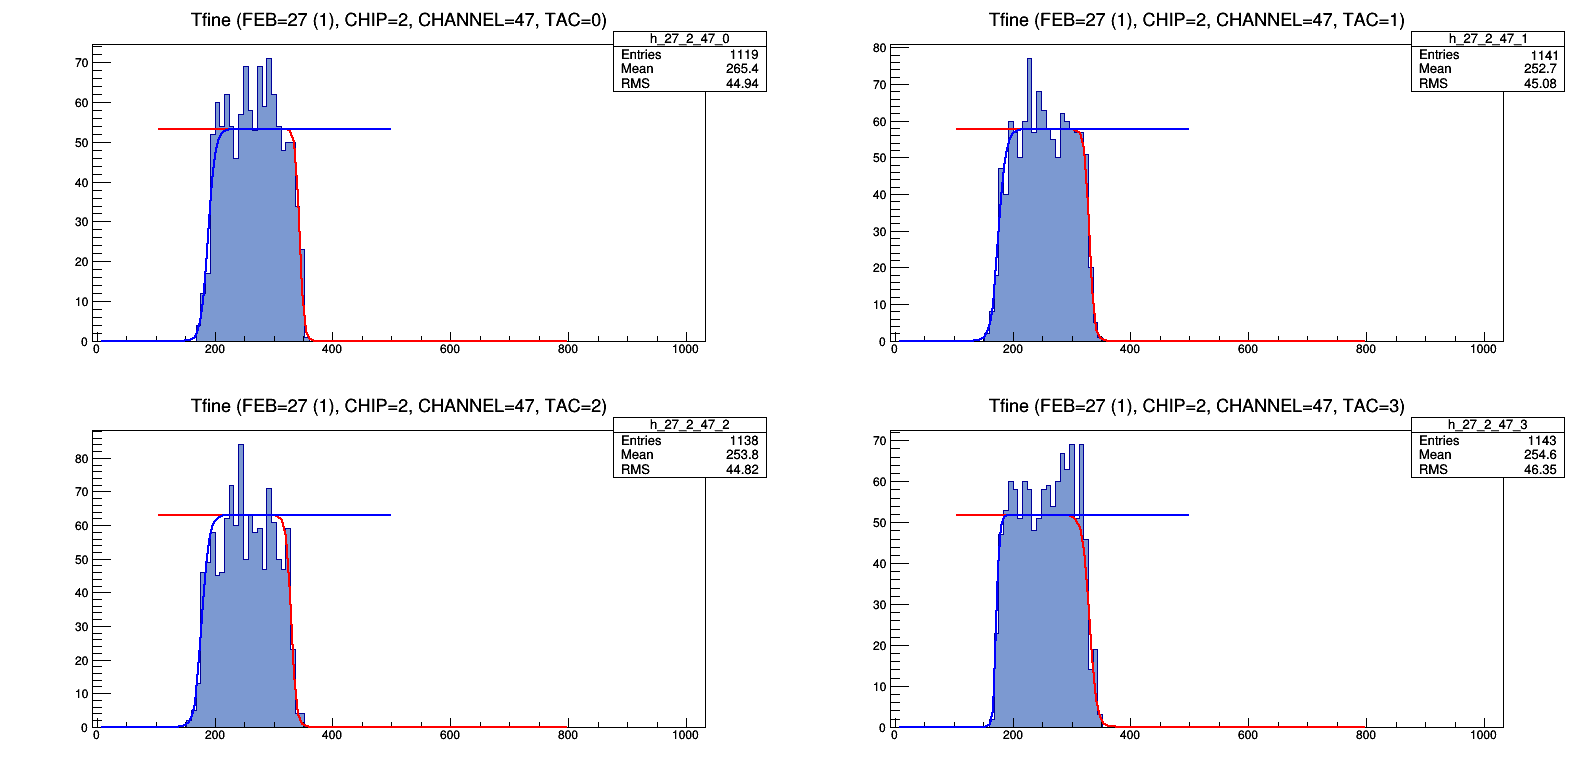 Tfine (FEB=27 (1), CHIP=2, CHANNEL=47, TAC=0)
h_27_2_47_0
Entries 1119
Mean 265.4
RMS 44.94
70
60
50
40
30
20
10
0
0 200 400 600 800 1000
Tfine (FEB=27 (1), CHIP=2, CHANNEL=47, TAC=1)
h_27_2_47_1
Entries 1141
Mean 252.7
RMS 45.08
80
70
60
50
40
30
20
10
0
0 200 400 600 800 1000
Tfine (FEB=27 (1), CHIP=2, CHANNEL=47, TAC=2)
h_27_2_47_2
Entries 1138
Mean 253.8
RMS 44.82
80
70
60
50
40
30
20
10
0
0 200 400 600 800 1000
Tfine (FEB=27 (1), CHIP=2, CHANNEL=47, TAC=3)
h_27_2_47_3
Entries 1143
Mean 254.6
RMS 46.35
70
60
50
40
30
20
10
0
0 200 400 600 800 1000